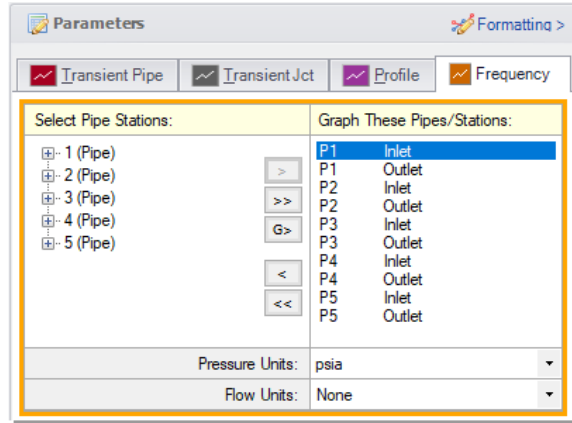 Parameters Formatting >
Transient Pipe Transient Jct Profile Frequency
Select Pipe Stations: Graph These Pipes/Stations:
1 (Pipe)
2 (Pipe)
3 (Pipe)
4 (Pipe)
5 (Pipe)
>
>>
G>
<
<<
P1 Inlet
P1 Outlet
P2 Inlet
P2 Outlet
P3 Inlet
P3 Outlet
P4 Inlet
P4 Outlet
P5 Inlet
P5 Outlet
Pressure Units: psia
Flow Units: None